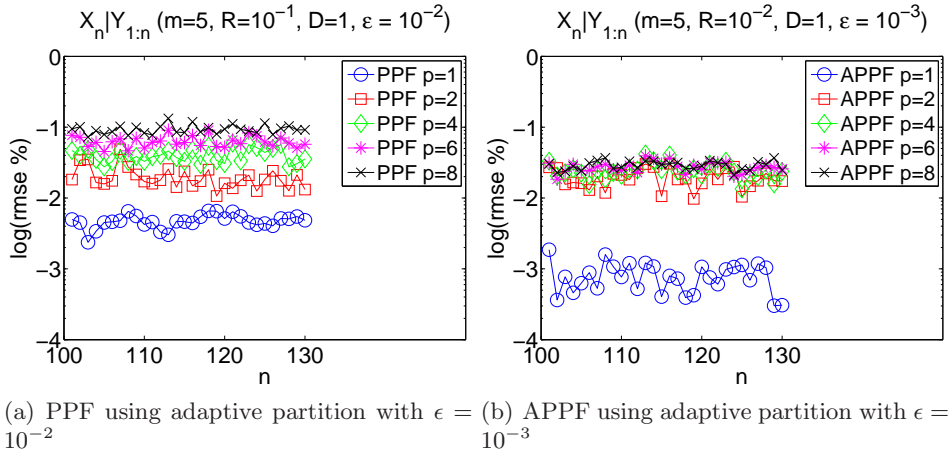 X_n|Y_{1:n} (m=5, R=10^{-1}, D=1, ε = 10^{-2})
0
−1
−2
−3
−4
log(rmse %)
100
110
120
130
n
PPF p=1
PPF p=2
PPF p=4
PPF p=6
PPF p=8
X_n|Y_{1:n} (m=5, R=10^{-2}, D=1, ε = 10^{-3})
0
−1
−2
−3
−4
log(rmse %)
100
110
120
130
n
APPF p=1
APPF p=2
APPF p=4
APPF p=6
APPF p=8
(a) PPF using adaptive partition with ϵ =
10^{−2}
(b) APPF using adaptive partition with ϵ =
10^{−3}